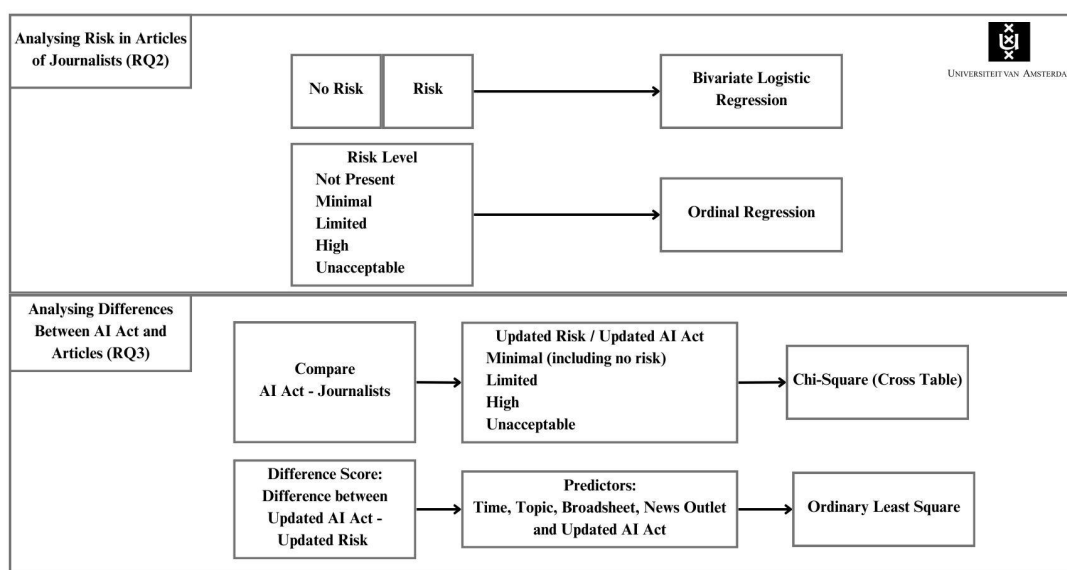 Analysing Risk in Articles
of Journalists (RQ2)
No Risk
Risk
Bivariate Logistic
Regression
UNIVERSITEIT VAN AMSTERDA
Risk Level
Not Present
Minimal
Limited
High
Unacceptable
Ordinal Regression
Analysing Differences
Between AI Act and
Articles (RQ3)
Compare
AI Act - Journalists
Updated Risk / Updated AI Act
Minimal (including no risk)
Limited
High
Unacceptable
Chi-Square (Cross Table)
Difference Score:
Difference between
Updated AI Act -
Updated Risk
Predictors:
Time, Topic, Broadsheet, News Outlet
and Updated AI Act
Ordinary Least Square